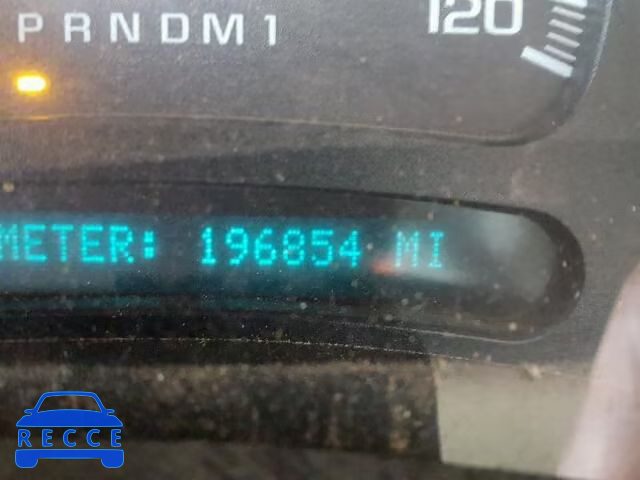 PRNDM1
120
METER: 196854 MI
RECCE